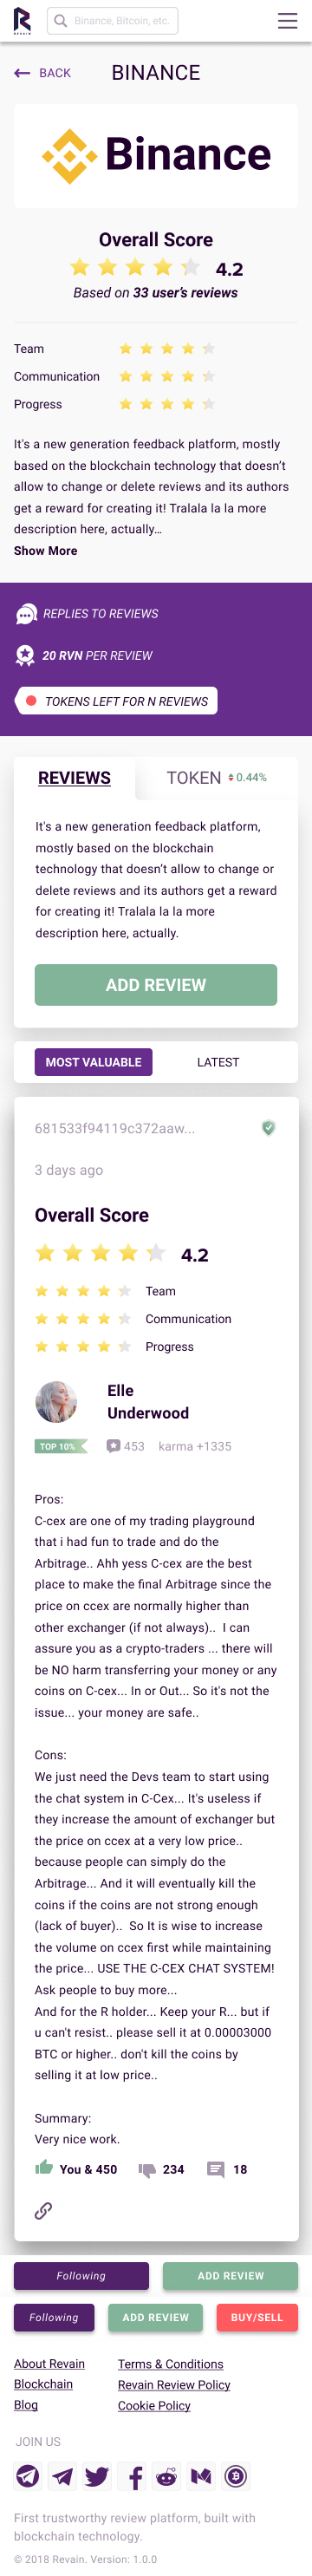 REVAIN
Binance, Bitcoin, etc.
BACK
BINANCE
Binance
Overall Score
4.2
Based on 33 user's reviews
Team
Communication
Progress
It's a new generation feedback platform, mostly
based on the blockchain technology that doesn't
allow to change or delete reviews and its authors
get a reward for creating it! Tralala la la more
description here, actually...
Show More
REPLIES TO REVIEWS
20 RVN PER REVIEW
TOKENS LEFT FOR N REVIEWS
REVIEWS
TOKEN 0.44%
It's a new generation feedback platform,
mostly based on the blockchain
technology that doesn't allow to change or
delete reviews and its authors get a reward
for creating it! Tralala la la more
description here, actually.
ADD REVIEW
MOST VALUABLE
LATEST
681533f94119c372aaw...
3 days ago
Overall Score
4.2
Team
Communication
Progress
Elle
Underwood
TOP 10%
453 karma +1335
Pros:
C-cex are one of my trading playground
that i had fun to trade and do the
Arbitrage.. Ahh yess C-cex are the best
place to make the final Arbitrage since the
price on ccex are normally higher than
other exchanger (if not always).. I can
assure you as a crypto-traders ... there will
be NO harm transferring your money or any
coins on C-cex... In or Out... So it's not the
issue... your money are safe..
Cons:
We just need the Devs team to start using
the chat system in C-Cex... It's useless if
they increase the amount of exchanger but
the price on ccex at a very low price..
because people can simply do the
Arbitrage... And it will eventually kill the
coins if the coins are not strong enough
(lack of buyer).. So It is wise to increase
the volume on ccex first while maintaining
the price... USE THE C-CEX CHAT SYSTEM!
Ask people to buy more...
And for the R holder... Keep your R... but if
u can't resist.. please sell it at 0.00003000
BTC or higher.. don't kill the coins by
selling it at low price..
Summary:
Very nice work.
You & 450
234
18
Following
ADD REVIEW
Following
ADD REVIEW
BUY/SELL
About Revain
Terms & Conditions
Blockchain
Revain Review Policy
Blog
Cookie Policy
JOIN US
First trustworthy review platform, built with
blockchain technology.
© 2018 Revain. Version: 1.0.0